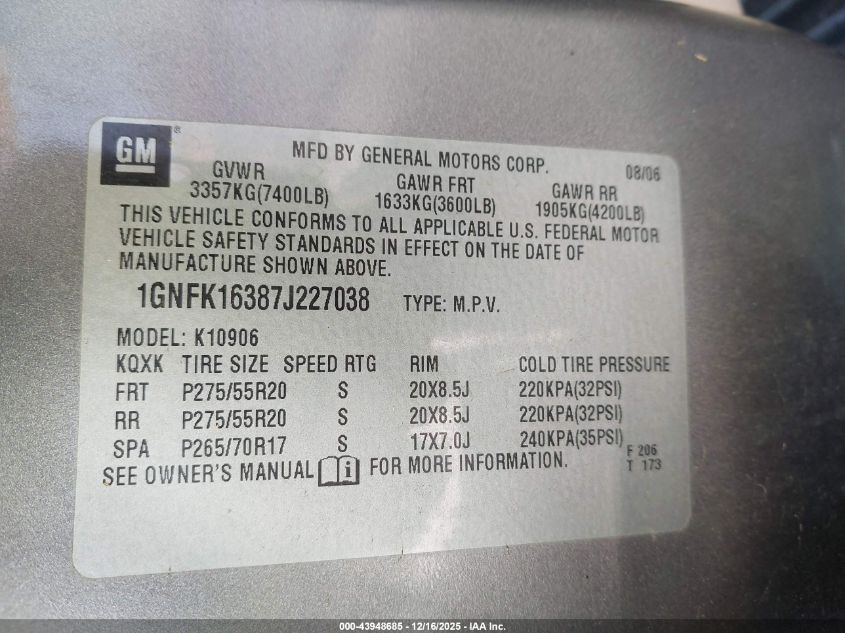 GM ®
MFD BY GENERAL MOTORS CORP. 08/06
GVWR GAWR FRT GAWR RR
3357KG(7400LB) 1633KG(3600LB) 1905KG(4200LB)
THIS VEHICLE CONFORMS TO ALL APPLICABLE U.S. FEDERAL MOTOR
VEHICLE SAFETY STANDARDS IN EFFECT ON THE DATE OF
MANUFACTURE SHOWN ABOVE.
1GNFK16387J227038 TYPE: M.P.V.
MODEL: K10906
KQXK TIRE SIZE SPEED RTG RIM COLD TIRE PRESSURE
FRT P275/55R20 S 20X8.5J 220KPA(32PSI)
RR P275/55R20 S 20X8.5J 220KPA(32PSI)
SPA P265/70R17 S 17X7.0J 240KPA(35PSI)
F 206
T 173
SEE OWNER'S MANUAL i FOR MORE INFORMATION.
000-43948685 - 12/16/2025 - IAA Inc.